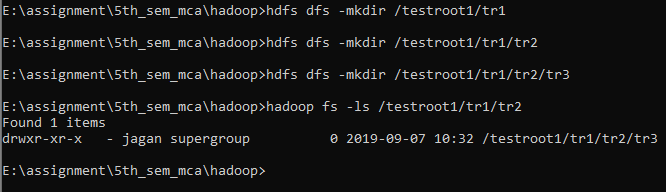 E:\assignment\5th_sem_mca\hadoop>hdfs dfs -mkdir /testroot1/tr1
E:\assignment\5th_sem_mca\hadoop>hdfs dfs -mkdir /testroot1/tr1/tr2
E:\assignment\5th_sem_mca\hadoop>hdfs dfs -mkdir /testroot1/tr1/tr2/tr3
E:\assignment\5th_sem_mca\hadoop>hadoop fs -ls /testroot1/tr1/tr2
Found 1 items
drwxr-xr-x   - jagan supergroup          0 2019-09-07 10:32 /testroot1/tr1/tr2/tr3
E:\assignment\5th_sem_mca\hadoop>